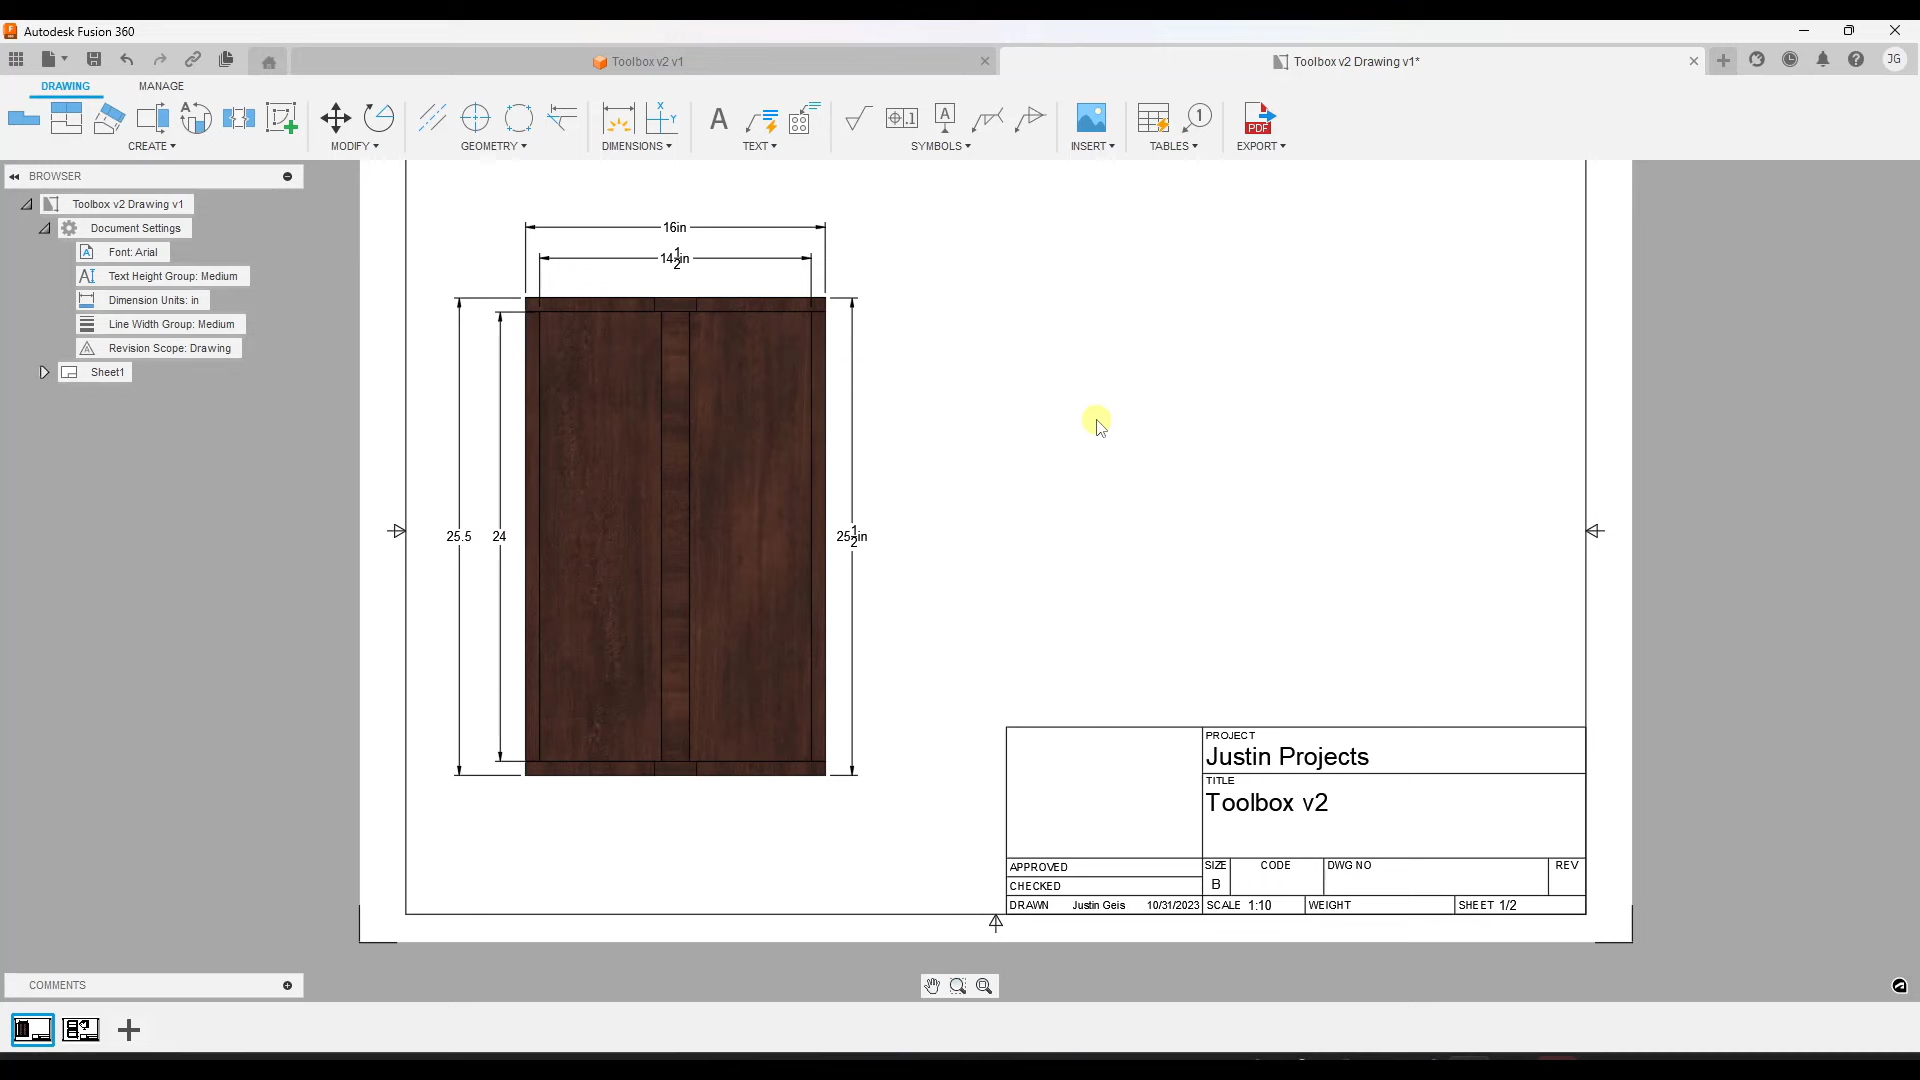 Autodesk Fusion 360
Toolbox v2 v1
Toolbox v2 Drawing v1*
JG
DRAWING
MANAGE
CREATE
MODIFY
GEOMETRY
DIMENSIONS
TEXT
SYMBOLS
INSERT
TABLES
EXPORT
PDF
BROWSER
Toolbox v2 Drawing v1
Document Settings
Font: Arial
Text Height Group: Medium
Dimension Units: in
Line Width Group: Medium
Revision Scope: Drawing
Sheet1
16in
14 1/2 in
25.5
24
25 1/2 in
PROJECT
Justin Projects
TITLE
Toolbox v2
APPROVED
SIZE CODE DWG NO REV
CHECKED
B
DRAWN Justin Geis 10/31/2023 SCALE 1:10 WEIGHT SHEET 1/2
COMMENTS